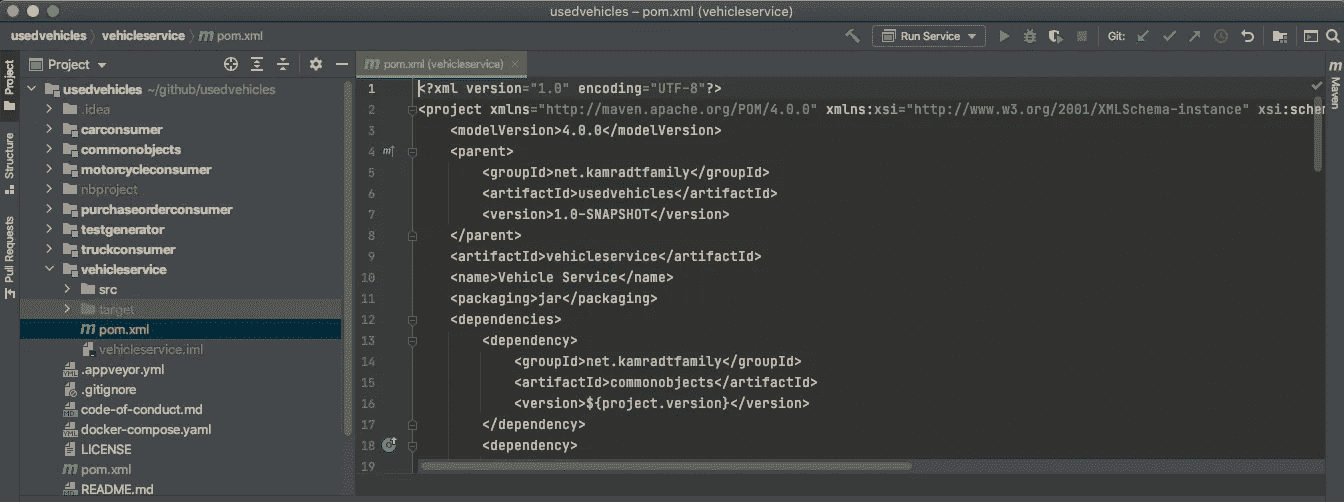 usedvehicles – pom.xml (vehicleservice)
usedvehicles vehicleservice pom.xml
Run Service
Git:
Project
pom.xml (vehicleservice)
Project
Structure
Pull Requests
Maven
usedvehicles ~/github/usedvehicles
.idea
carconsumer
commonobjects
motorcycleconsumer
nbproject
purchaseorderconsumer
testgenerator
truckconsumer
vehicleservice
src
target
pom.xml
vehicleservice.iml
.appveyor.yml
.gitignore
code-of-conduct.md
docker-compose.yaml
LICENSE
pom.xml
README.md
1 <?xml version="1.0" encoding="UTF-8"?>
2 <project xmlns="http://maven.apache.org/POM/4.0.0" xmlns:xsi="http://www.w3.org/2001/XMLSchema-instance" xsi:schem
3 <modelVersion>4.0.0</modelVersion>
4 <parent>
5 <groupId>net.kamradtfamily</groupId>
6 <artifactId>usedvehicles</artifactId>
7 <version>1.0-SNAPSHOT</version>
8 </parent>
9 <artifactId>vehicleservice</artifactId>
10 <name>Vehicle Service</name>
11 <packaging>jar</packaging>
12 <dependencies>
13 <dependency>
14 <groupId>net.kamradtfamily</groupId>
15 <artifactId>commonobjects</artifactId>
16 <version>${project.version}</version>
17 </dependency>
18 <dependency>
19